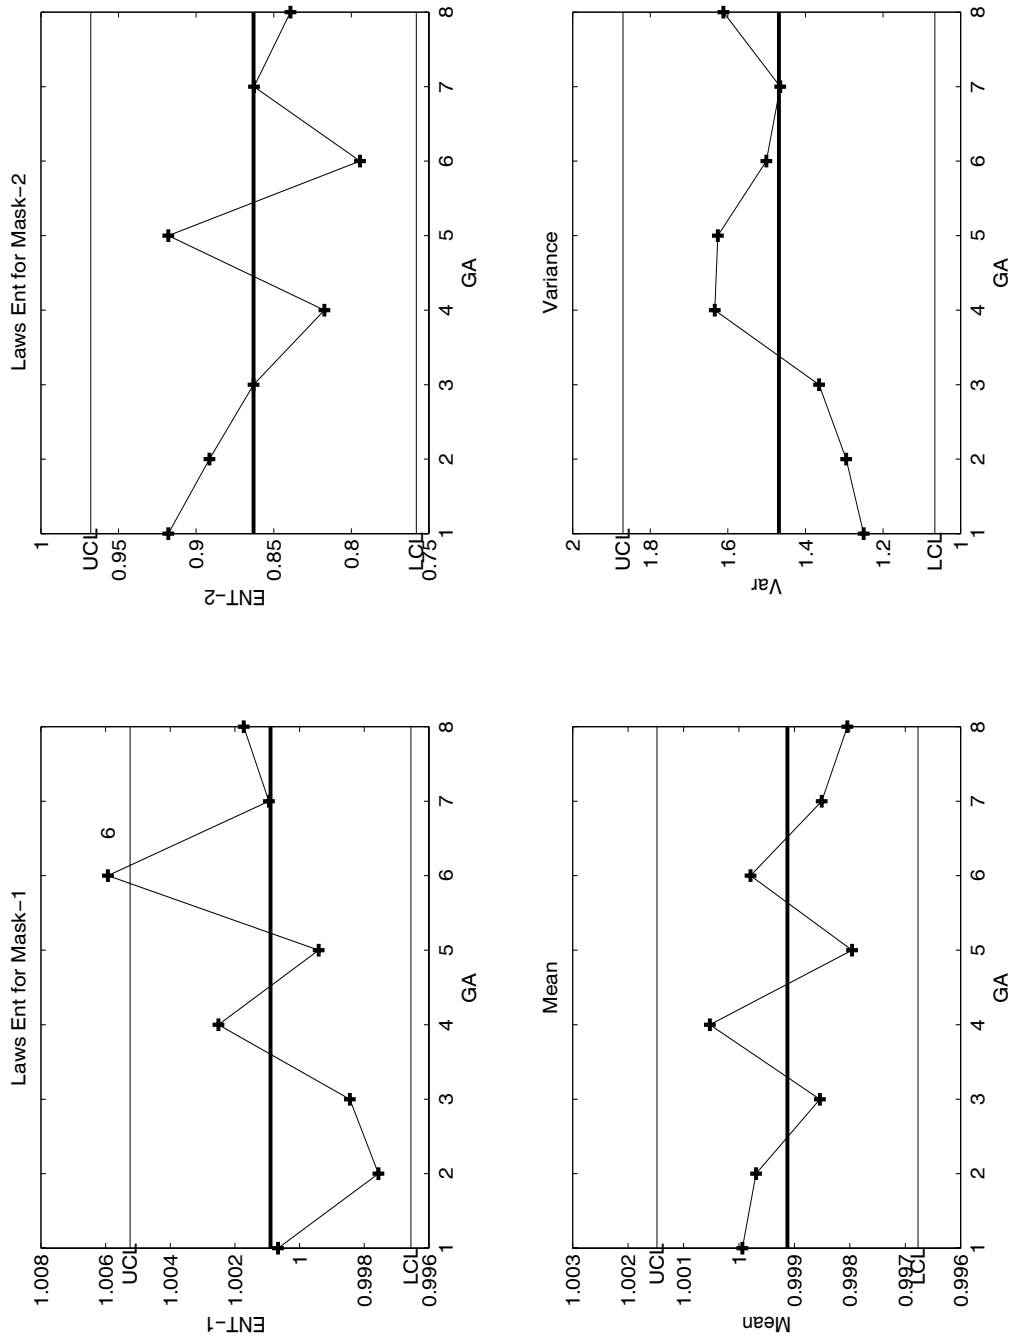 Laws Ent for Mask−1
1.008
1.006
UCL
1.004
1.002
1
0.998
LCL
0.996
ENT−1
6
1 2 3 4 5 6 7 8
GA
Laws Ent for Mask−2
1
UCL
0.95
0.9
0.85
0.8
LCL
0.75
ENT−2
1 2 3 4 5 6 7 8
GA
Mean
1.003
1.002
UCL
1.001
1
0.999
0.998
0.997
LCL
0.996
Mean
1 2 3 4 5 6 7 8
GA
Variance
2
UCL
1.8
1.6
1.4
1.2
LCL
1
Var
1 2 3 4 5 6 7 8
GA